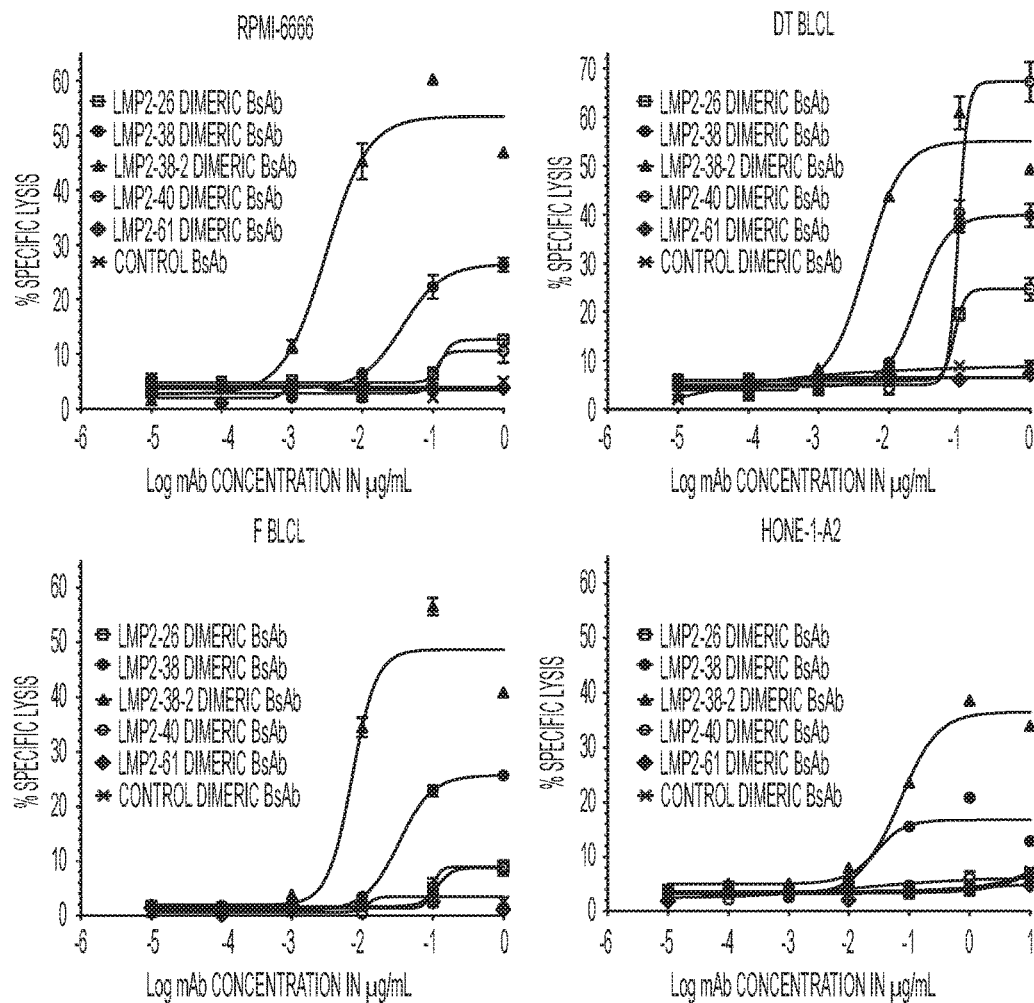 RPMI-6666
% SPECIFIC LYSIS
60
50
40
30
20
10
0
LMP2-26 DIMERIC BsAb
LMP2-38 DIMERIC BsAb
LMP2-38-2 DIMERIC BsAb
LMP2-40 DIMERIC BsAb
LMP2-61 DIMERIC BsAb
CONTROL BsAb
-6 -5 -4 -3 -2 -1 0
Log mAb CONCENTRATION IN µg/mL
DT BLCL
% SPECIFIC LYSIS
70
60
50
40
30
20
10
0
LMP2-26 DIMERIC BsAb
LMP2-38 DIMERIC BsAb
LMP2-38-2 DIMERIC BsAb
LMP2-40 DIMERIC BsAb
LMP2-61 DIMERIC BsAb
CONTROL DIMERIC BsAb
-6 -5 -4 -3 -2 -1 0
Log mAb CONCENTRATION IN µg/mL
F BLCL
% SPECIFIC LYSIS
60
50
40
30
20
10
0
LMP2-26 DIMERIC BsAb
LMP2-38 DIMERIC BsAb
LMP2-38-2 DIMERIC BsAb
LMP2-40 DIMERIC BsAb
LMP2-61 DIMERIC BsAb
CONTROL DIMERIC BsAb
-6 -5 -4 -3 -2 -1 0
Log mAb CONCENTRATION IN µg/mL
HONE-1-A2
% SPECIFIC LYSIS
60
50
40
30
20
10
0
LMP2-26 DIMERIC BsAb
LMP2-38 DIMERIC BsAb
LMP2-38-2 DIMERIC BsAb
LMP2-40 DIMERIC BsAb
LMP2-61 DIMERIC BsAb
CONTROL DIMERIC BsAb
-6 -5 -4 -3 -2 -1 0 1
Log mAb CONCENTRATION IN µg/mL